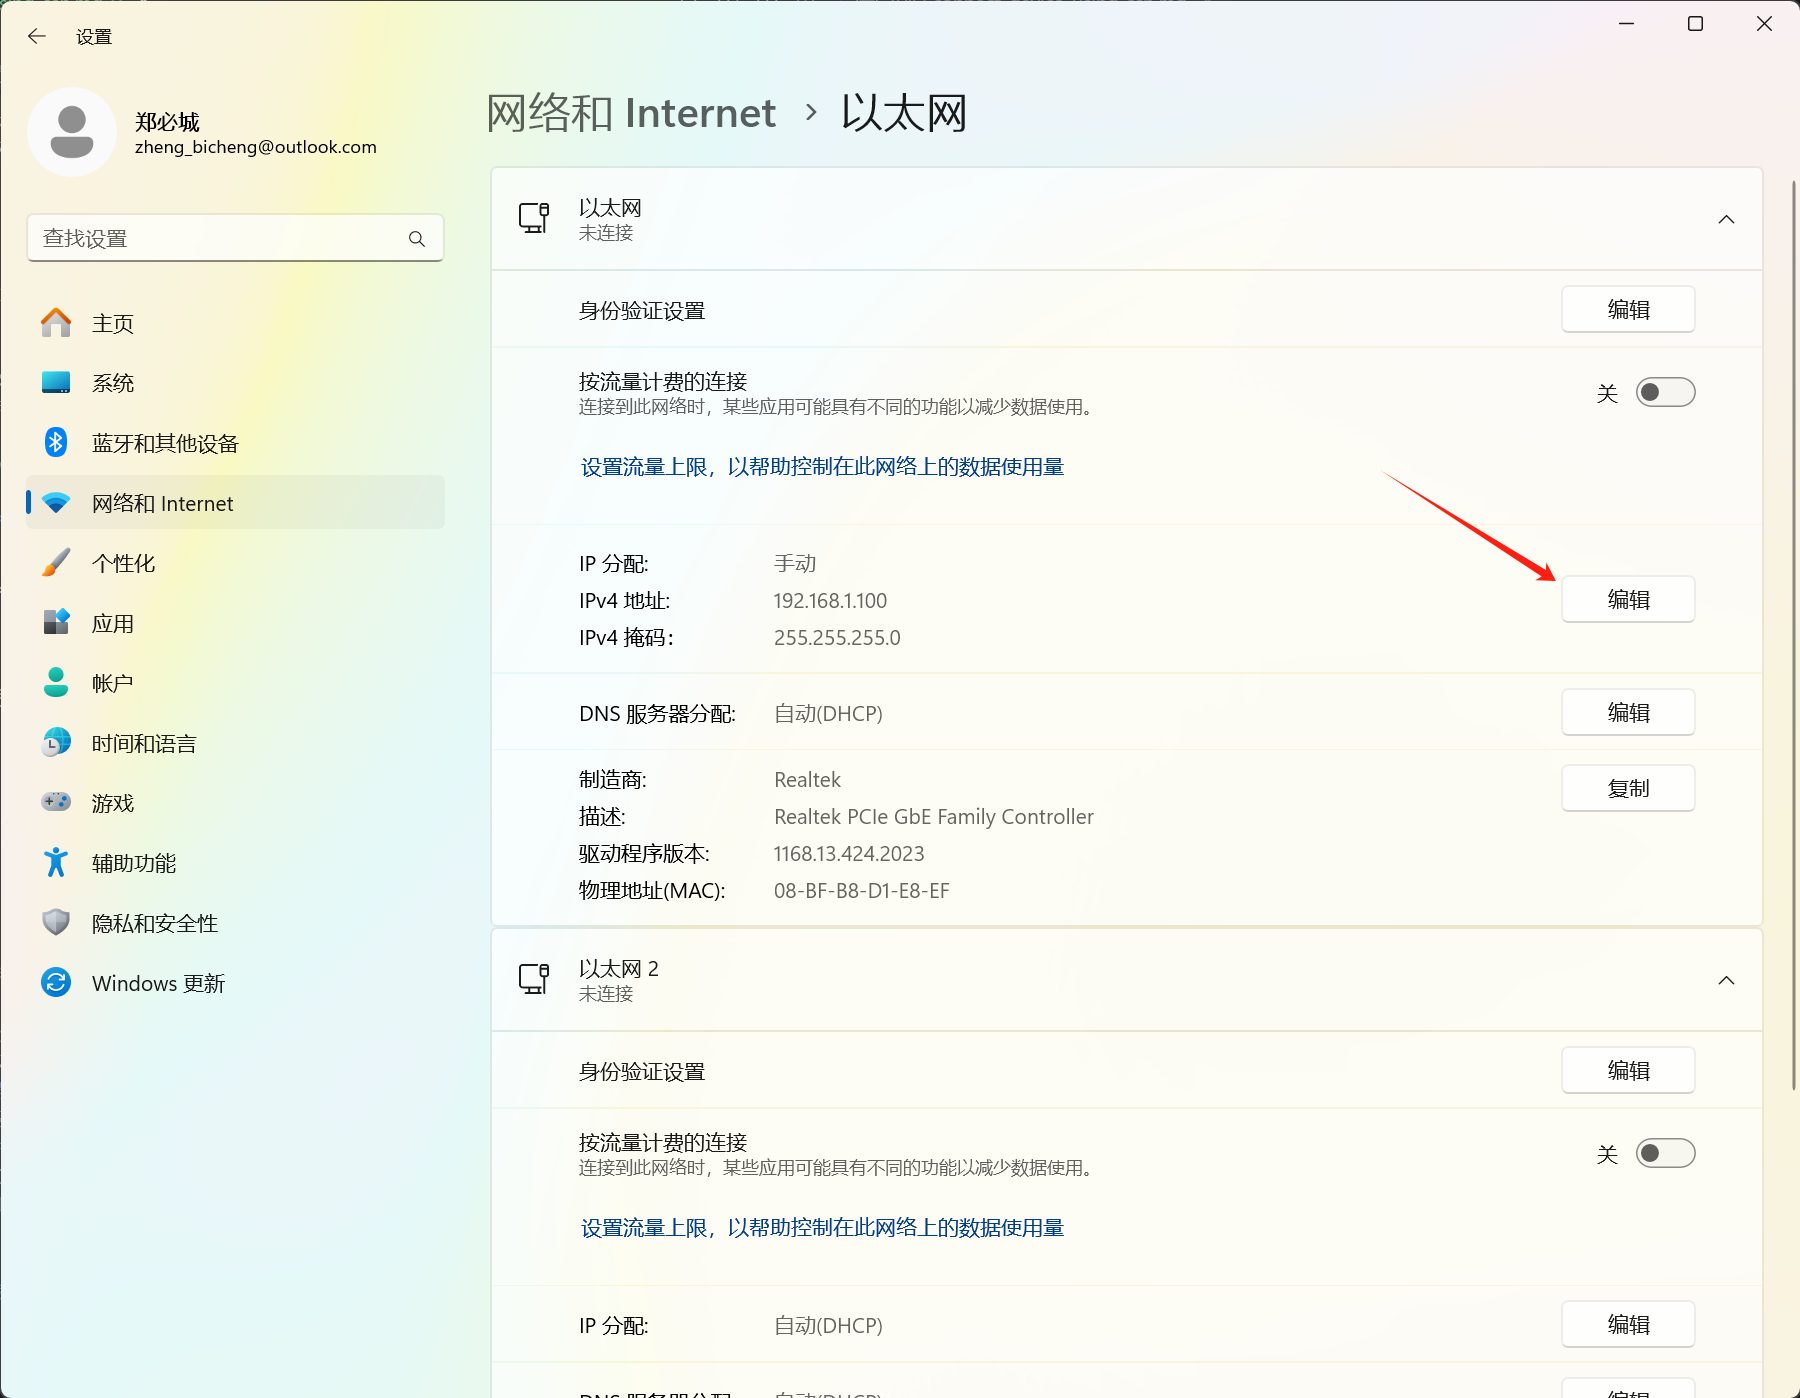 设置
郑必城
zheng_bicheng@outlook.com
查找设置
主页
系统
蓝牙和其他设备
网络和 Internet
个性化
应用
帐户
时间和语言
游戏
辅助功能
隐私和安全性
Windows 更新
网络和 Internet › 以太网
以太网
未连接
身份验证设置
编辑
按流量计费的连接
连接到此网络时，某些应用可能具有不同的功能以减少数据使用。
关
设置流量上限，以帮助控制在此网络上的数据使用量
IP 分配: 手动
IPv4 地址: 192.168.1.100
IPv4 掩码: 255.255.255.0
编辑
DNS 服务器分配: 自动(DHCP)
编辑
制造商: Realtek
描述: Realtek PCIe GbE Family Controller
驱动程序版本: 1168.13.424.2023
物理地址(MAC): 08-BF-B8-D1-E8-EF
复制
以太网 2
未连接
身份验证设置
编辑
按流量计费的连接
连接到此网络时，某些应用可能具有不同的功能以减少数据使用。
关
设置流量上限，以帮助控制在此网络上的数据使用量
IP 分配: 自动(DHCP)
编辑
DNS 服务器分配: 自动(DHCP)
编辑